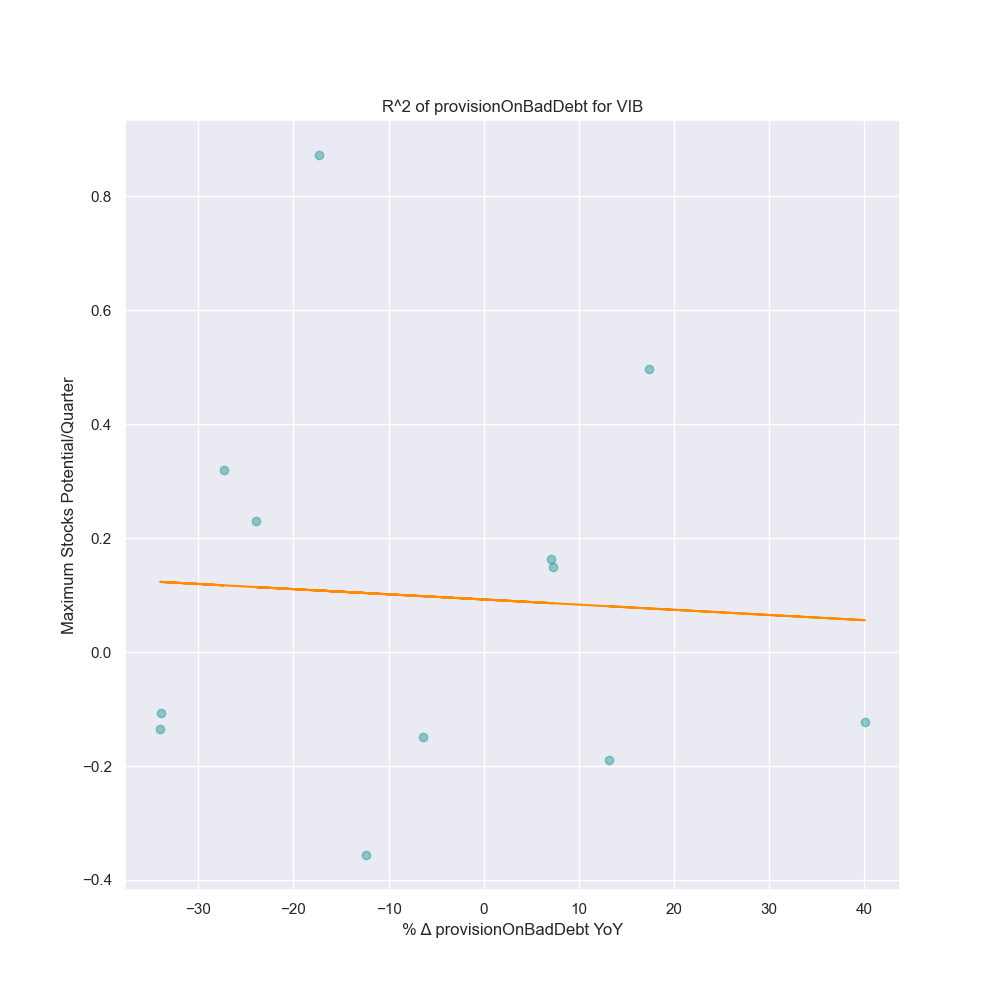 R^2 of provisionOnBadDebt for VIB
Maximum Stocks Potential/Quarter
0.8
0.6
0.4
0.2
0.0
−0.2
−0.4
−30 −20 −10 0 10 20 30 40
% Δ provisionOnBadDebt YoY